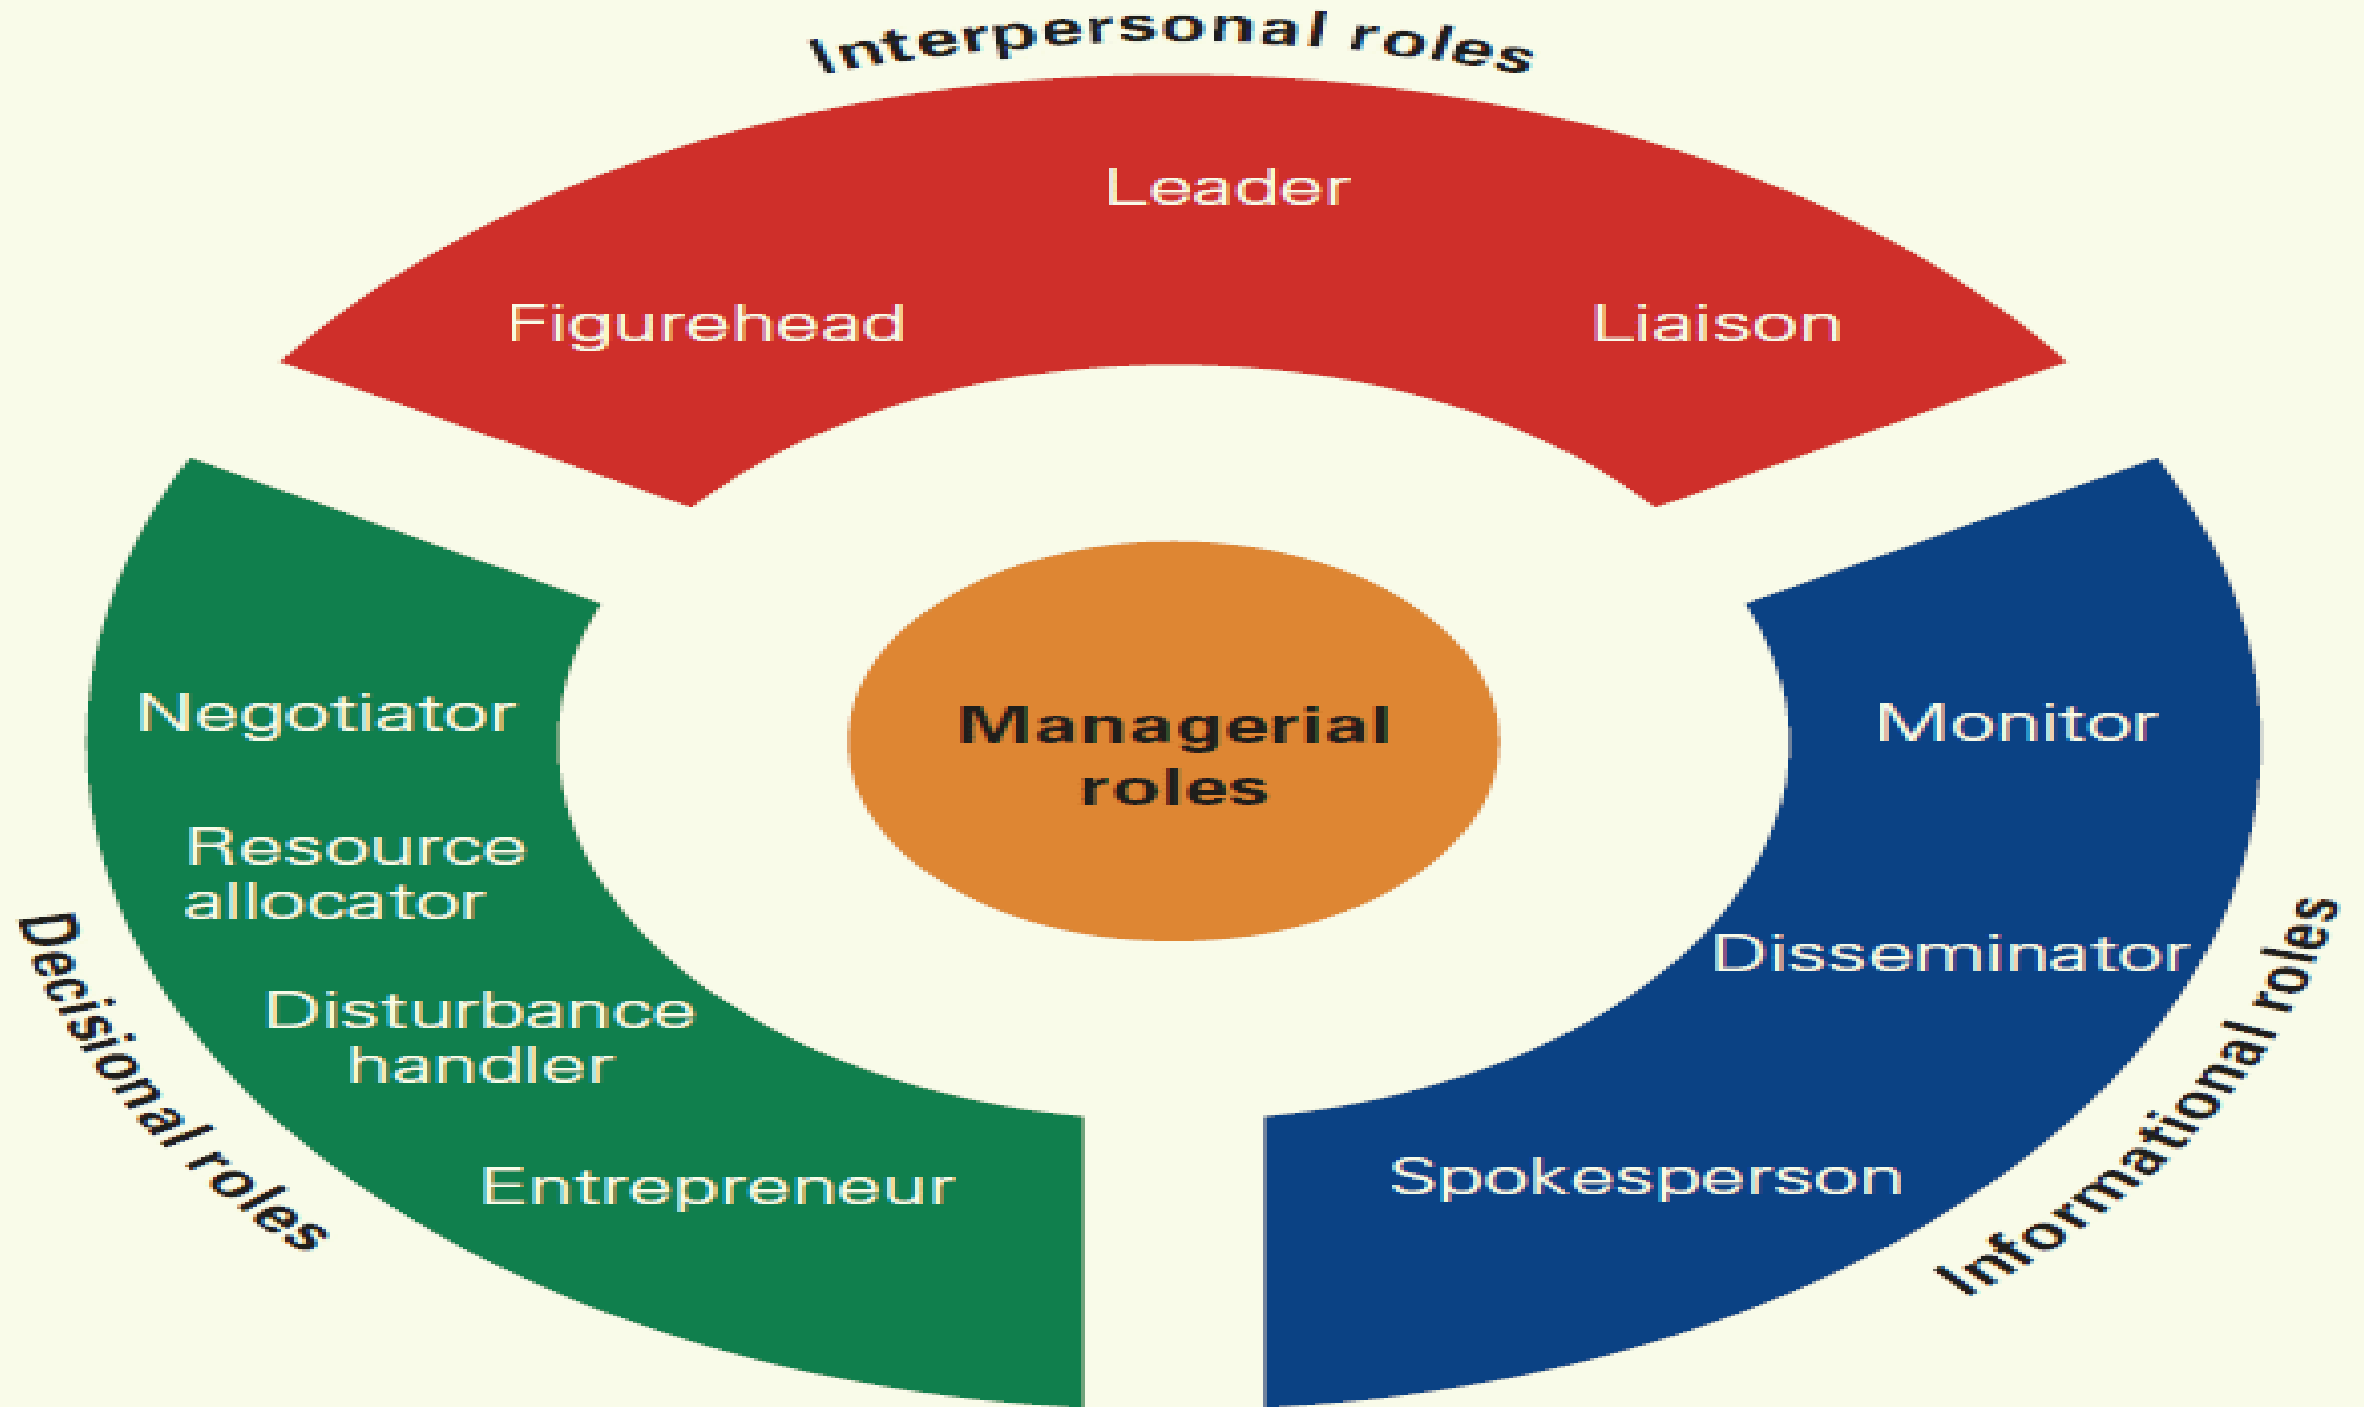 Interpersonal roles
Leader
Figurehead
Liaison
Managerial
roles
Negotiator
Resource
allocator
Disturbance
handler
Entrepreneur
Decisional roles
Monitor
Disseminator
Spokesperson
Informational roles